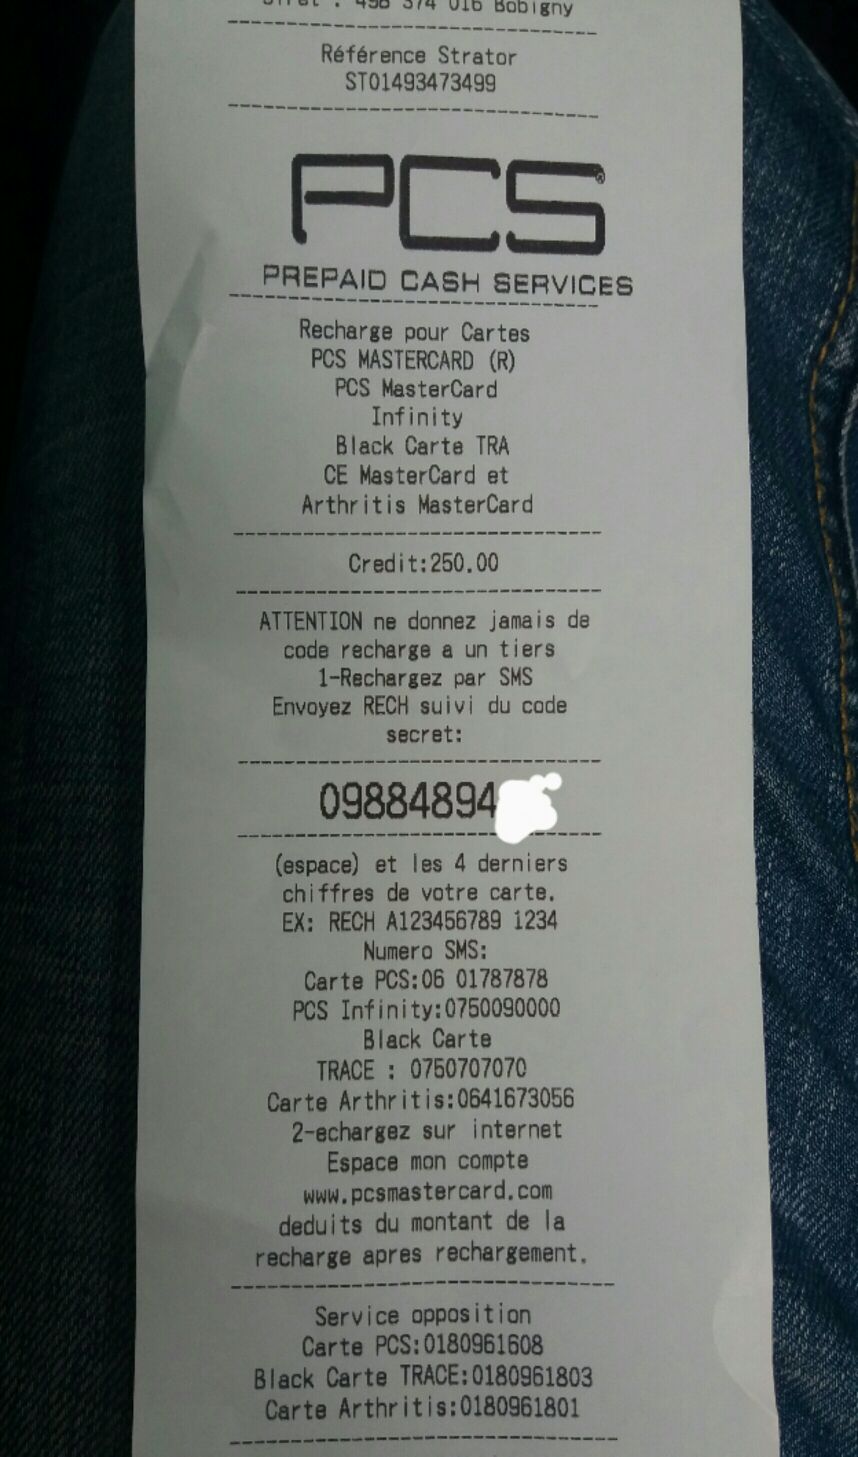 Siret : 498 374 016 Bobigny
Référence Strator
ST01493473499
PCS®
PREPAID CASH SERVICES
Recharge pour Cartes
PCS MASTERCARD (R)
PCS MasterCard
Infinity
Black Carte TRA
CE MasterCard et
Arthritis MasterCard
Credit:250.00
ATTENTION ne donnez jamais de
code recharge a un tiers
1-Rechargez par SMS
Envoyez RECH suivi du code
secret:
09884894
(espace) et les 4 derniers
chiffres de votre carte.
EX: RECH A123456789 1234
Numero SMS:
Carte PCS:06 01787878
PCS Infinity:0750090000
Black Carte
TRACE : 0750707070
Carte Arthritis:0641673056
2-echargez sur internet
Espace mon compte
www.pcsmastercard.com
deduits du montant de la
recharge apres rechargement.
Service opposition
Carte PCS:0180961608
Black Carte TRACE:0180961803
Carte Arthritis:0180961801